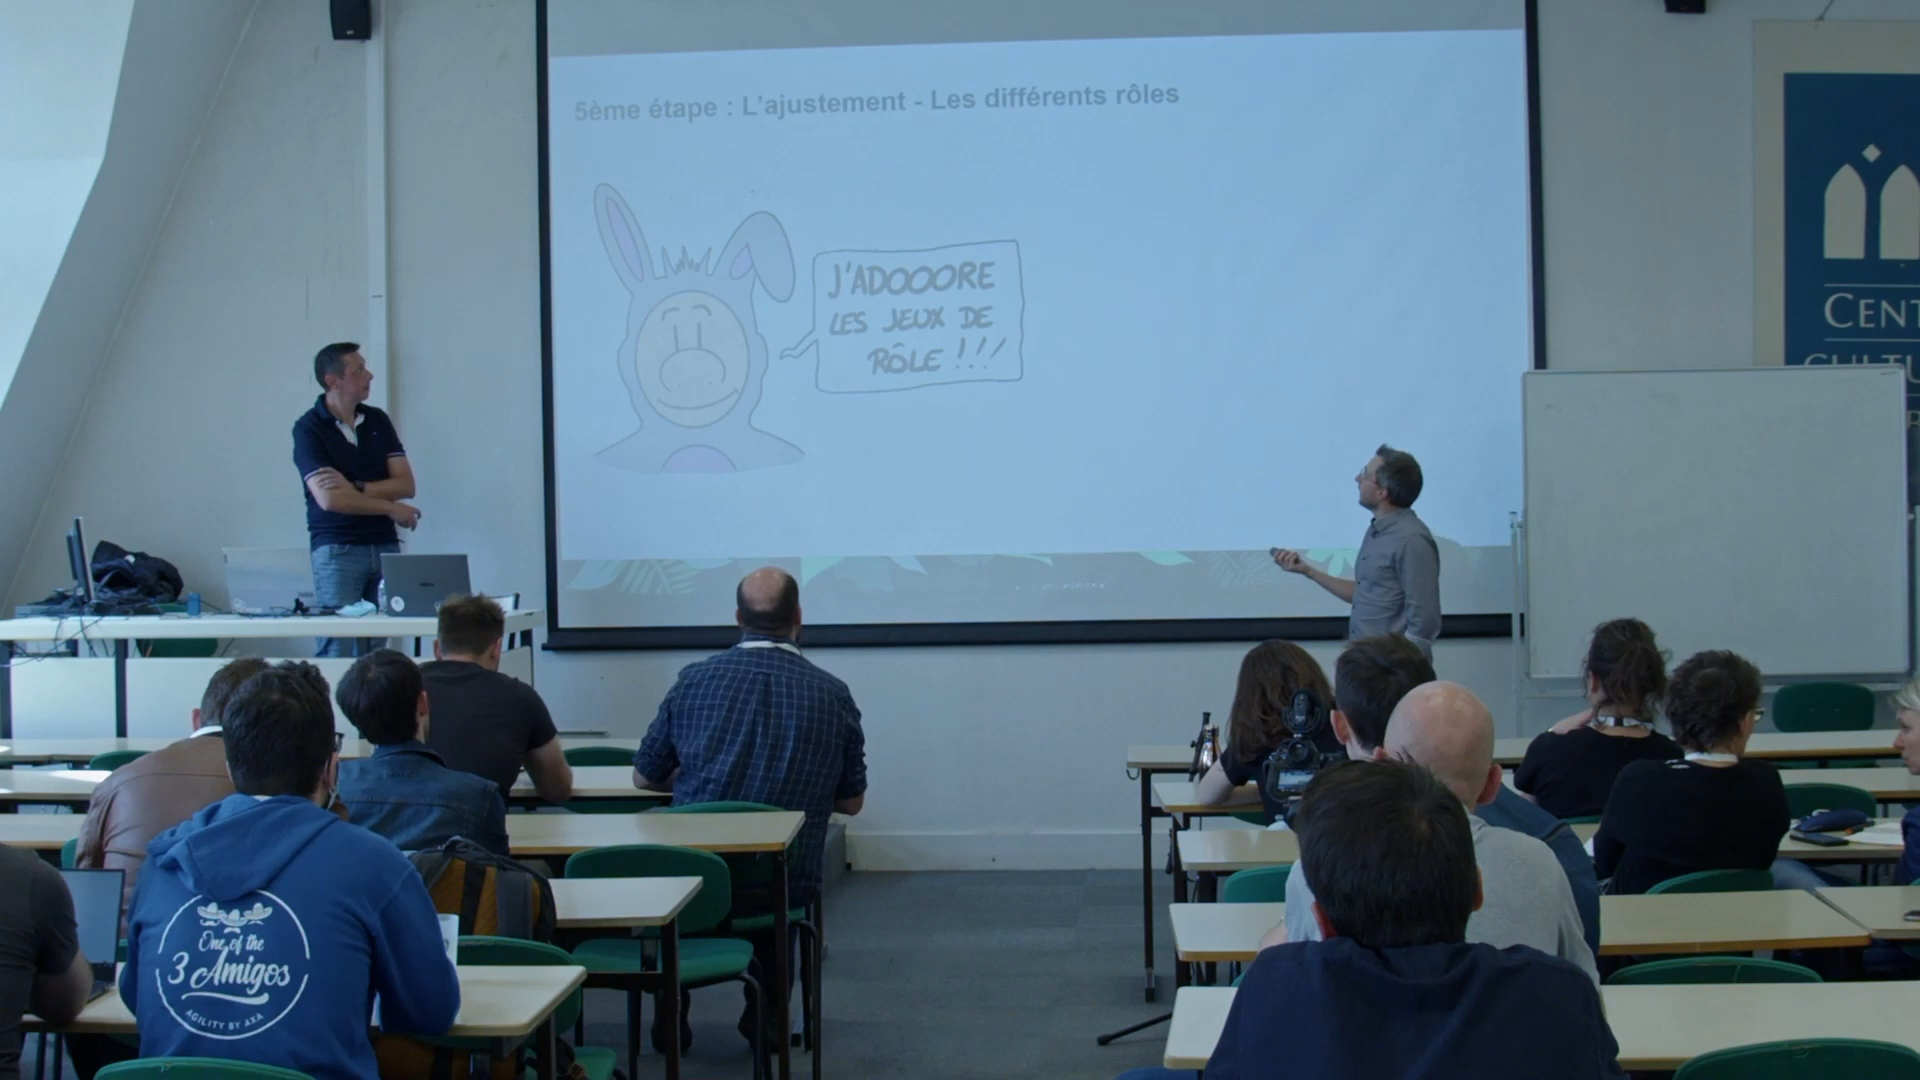 5ème étape : L'ajustement - Les différents rôles
J'ADOOORE
LES JEUX DE
RÔLE !!!
CENT
CULTU
One of the
3 Amigos
AGILITY BY AXA